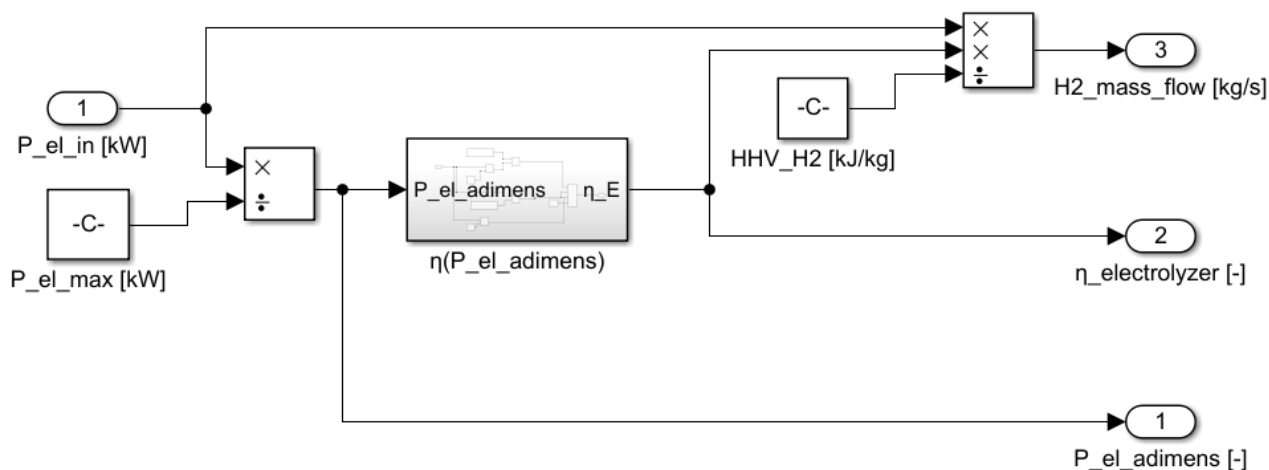 ×
×
÷
3
H2_mass_flow [kg/s]
1
P_el_in [kW]
-C-
HHV_H2 [kJ/kg]
×
÷
P_el_adimens η_E
η(P_el_adimens)
-C-
P_el_max [kW]
2
η_electrolyzer [-]
1
P_el_adimens [-]